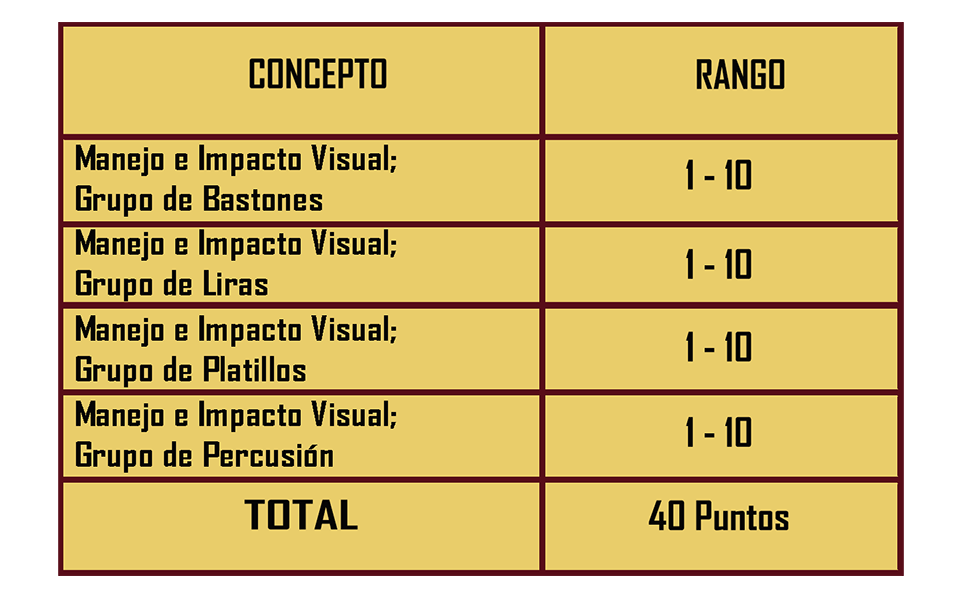 CONCEPTO
RANGO
Manejo e Impacto Visual;
Grupo de Bastones
1 - 10
Manejo e Impacto Visual;
Grupo de Liras
1 - 10
Manejo e Impacto Visual;
Grupo de Platillos
1 - 10
Manejo e Impacto Visual;
Grupo de Percusión
1 - 10
TOTAL
40 Puntos